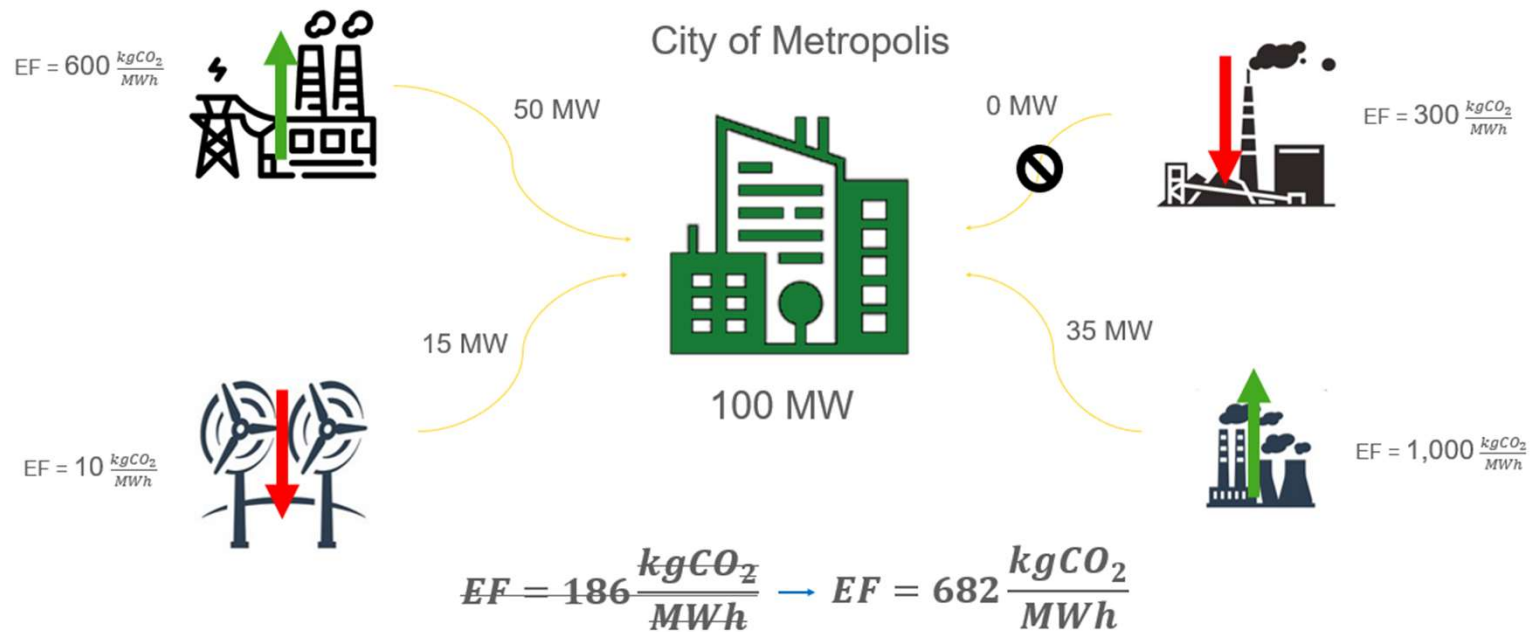 City of Metropolis
EF = 600 kgCO₂/MWh
50 MW
0 MW
EF = 300 kgCO₂/MWh
15 MW
35 MW
100 MW
EF = 10 kgCO₂/MWh
EF = 1,000 kgCO₂/MWh
EF = 186 kgCO₂/MWh → EF = 682 kgCO₂/MWh